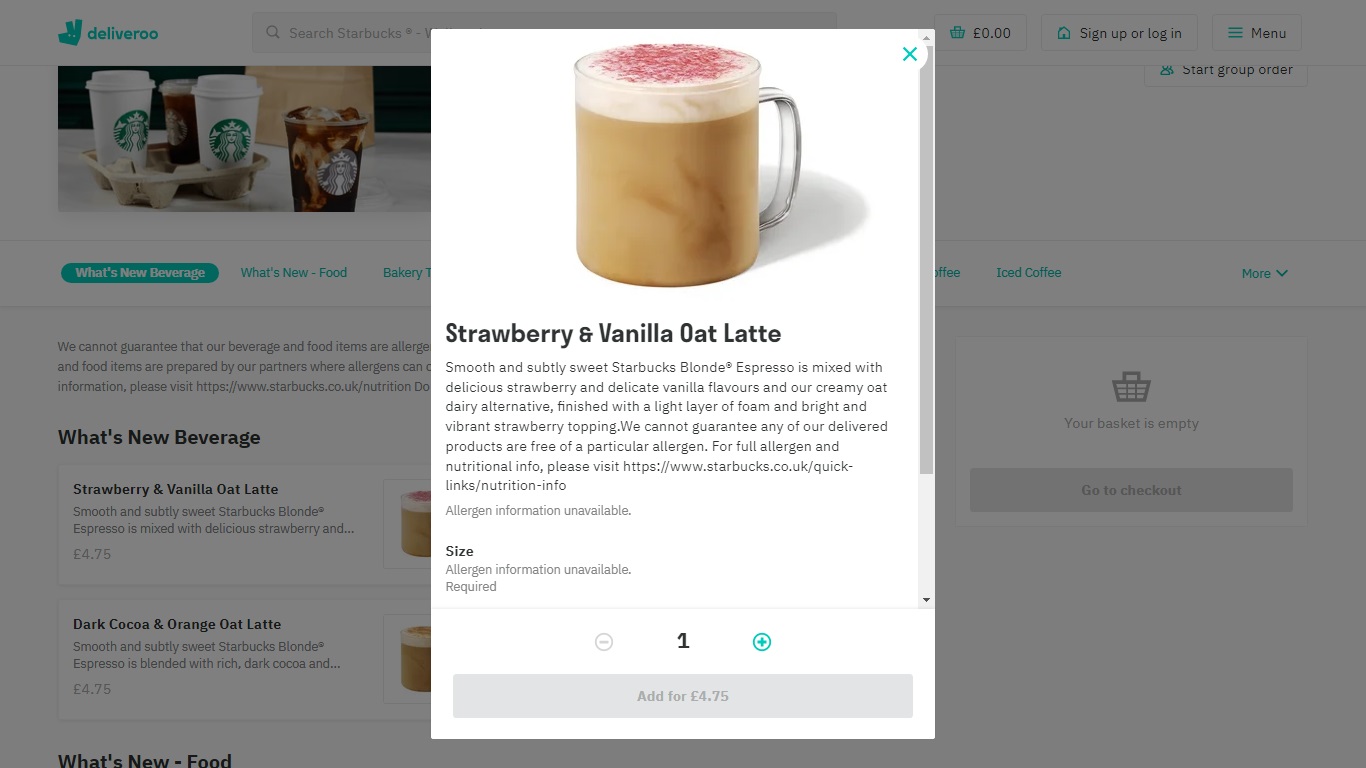 deliveroo
Search Starbucks ® - W
£0.00
Sign up or log in
Menu
Start group order
What's New Beverage
What's New - Food
Bakery T
offee
Iced Coffee
More
We cannot guarantee that our beverage and food items are allerge
and food items are prepared by our partners where allergens can c
information, please visit https://www.starbucks.co.uk/nutrition Do
What's New Beverage
Strawberry & Vanilla Oat Latte
Smooth and subtly sweet Starbucks Blonde®
Espresso is mixed with delicious strawberry and...
£4.75
Dark Cocoa & Orange Oat Latte
Smooth and subtly sweet Starbucks Blonde®
Espresso is blended with rich, dark cocoa and...
£4.75
What's New - Food
Strawberry & Vanilla Oat Latte
Smooth and subtly sweet Starbucks Blonde® Espresso is mixed with
delicious strawberry and delicate vanilla flavours and our creamy oat
dairy alternative, finished with a light layer of foam and bright and
vibrant strawberry topping.We cannot guarantee any of our delivered
products are free of a particular allergen. For full allergen and
nutritional info, please visit https://www.starbucks.co.uk/quick-
links/nutrition-info
Allergen information unavailable.
Size
Allergen information unavailable.
Required
1
Add for £4.75
Your basket is empty
Go to checkout